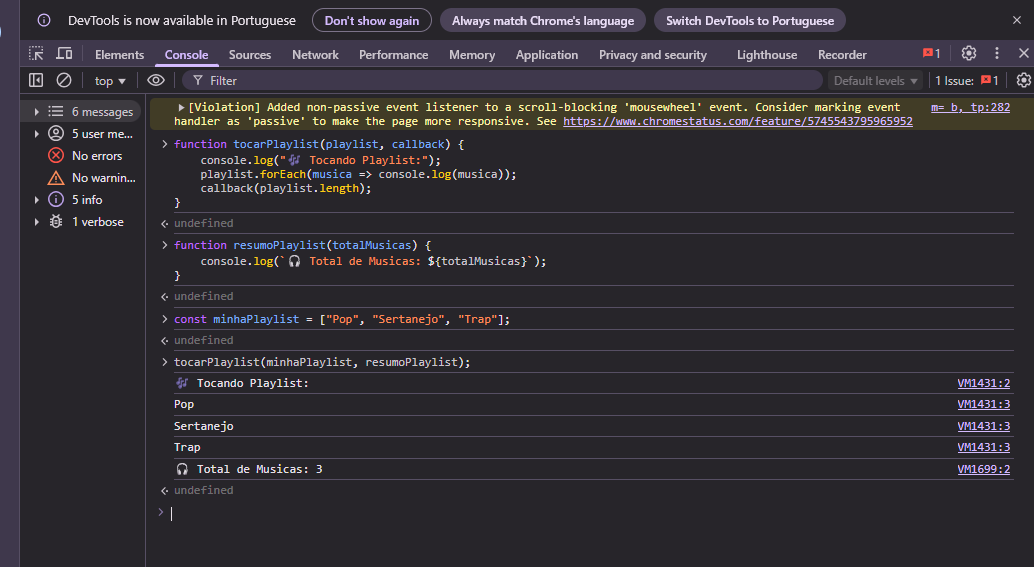 DevTools is now available in Portuguese Don't show again Always match Chrome's language Switch DevTools to Portuguese
Elements Console Sources Network Performance Memory Application Privacy and security Lighthouse Recorder 1
top Filter Default levels 1 Issue: 1
6 messages
5 user me...
No errors
No warnin...
5 info
1 verbose
[Violation] Added non-passive event listener to a scroll-blocking 'mousewheel' event. Consider marking event m=_b,_tp:282
handler as 'passive' to make the page more responsive. See https://www.chromestatus.com/feature/5745543795965952
function tocarPlaylist(playlist, callback) {
console.log("🎶 Tocando Playlist:");
playlist.forEach(musica => console.log(musica));
callback(playlist.length);
}
undefined
function resumoPlaylist(totalMusicas) {
console.log(`🎧 Total de Musicas: ${totalMusicas}`);
}
undefined
const minhaPlaylist = ["Pop", "Sertanejo", "Trap"];
undefined
tocarPlaylist(minhaPlaylist, resumoPlaylist);
🎶 Tocando Playlist: VM1431:2
Pop VM1431:3
Sertanejo VM1431:3
Trap VM1431:3
🎧 Total de Musicas: 3 VM1699:2
undefined